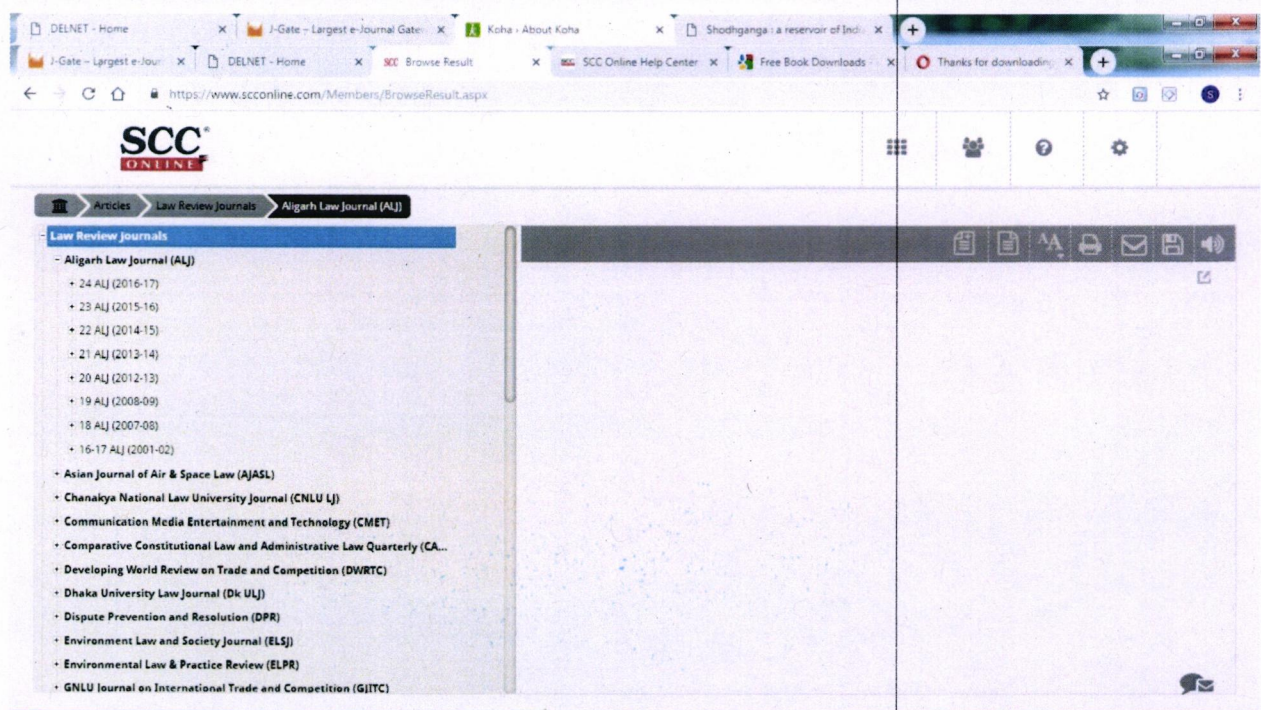 DELNET - Home J-Gate – Largest e-Journal Gate Koha - About Koha Shodhganga : a reservoir of Indi
J-Gate – Largest e-Jour DELNET - Home SCC Browse Result SCC Online Help Center Free Book Downloads Thanks for downloading
https://www.scconline.com/Members/BrowseResult.aspx S
SCC
ONLINE
Articles Law Review Journals Aligarh Law Journal (ALJ)
- Law Review Journals
- Aligarh Law Journal (ALJ)
+ 24 ALJ (2016-17)
+ 23 ALJ (2015-16)
+ 22 ALJ (2014-15)
+ 21 ALJ (2013-14)
+ 20 ALJ (2012-13)
+ 19 ALJ (2008-09)
+ 18 ALJ (2007-08)
+ 16-17 ALJ (2001-02)
+ Asian Journal of Air & Space Law (AJASL)
+ Chanakya National Law University Journal (CNLU LJ)
+ Communication Media Entertainment and Technology (CMET)
+ Comparative Constitutional Law and Administrative Law Quarterly (CA...
+ Developing World Review on Trade and Competition (DWRTC)
+ Dhaka University Law Journal (Dk ULJ)
+ Dispute Prevention and Resolution (DPR)
+ Environment Law and Society Journal (ELSJ)
+ Environmental Law & Practice Review (ELPR)
+ GNLU Journal on International Trade and Competition (GJITC)